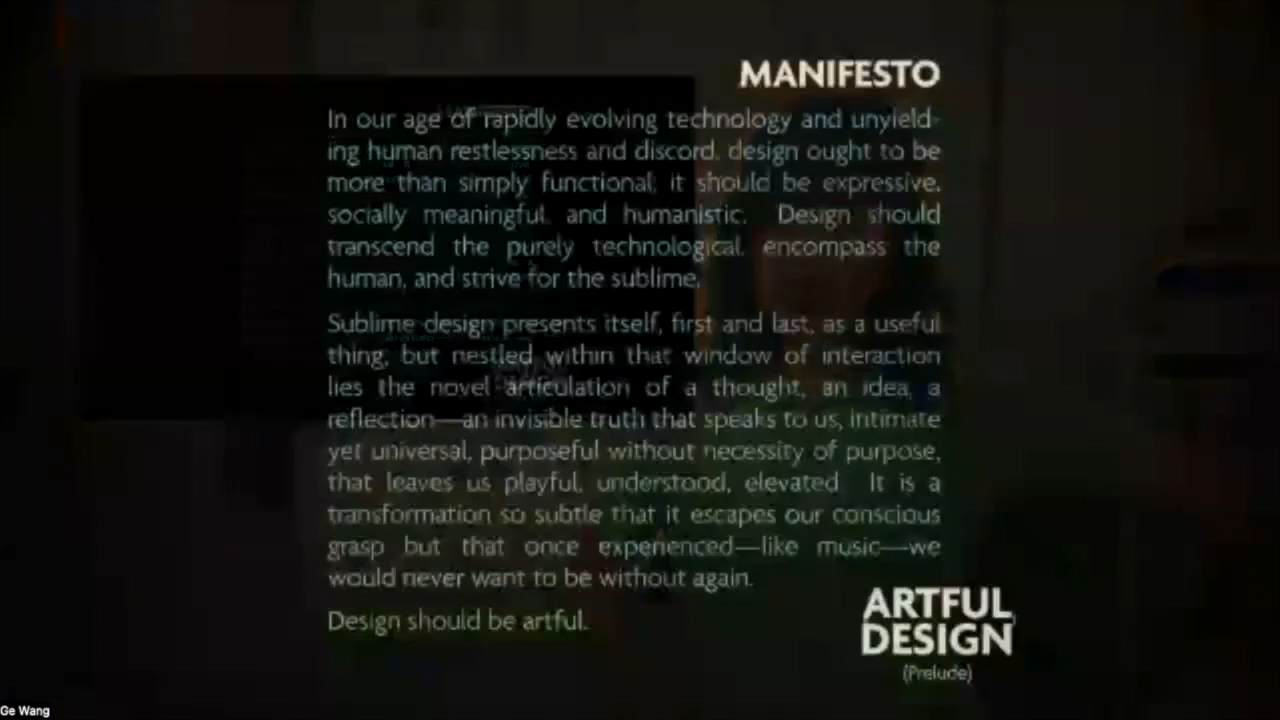 MANIFESTO
In our age of rapidly evolving technology and unyield-
ing human restlessness and discord, design ought to be
more than simply functional; it should be expressive,
socially meaningful, and humanistic. Design should
transcend the purely technological, encompass the
human, and strive for the sublime.
Sublime design presents itself, first and last, as a useful
thing, but nestled within that window of interaction
lies the novel articulation of a thought, an idea, a
reflection—an invisible truth that speaks to us, intimate
yet universal, purposeful without necessity of purpose,
that leaves us playful, understood, elevated. It is a
transformation so subtle that it escapes our conscious
grasp but that once experienced—like music—we
would never want to be without again.
Design should be artful.
ARTFUL
DESIGN
(Prelude)
Ge Wang